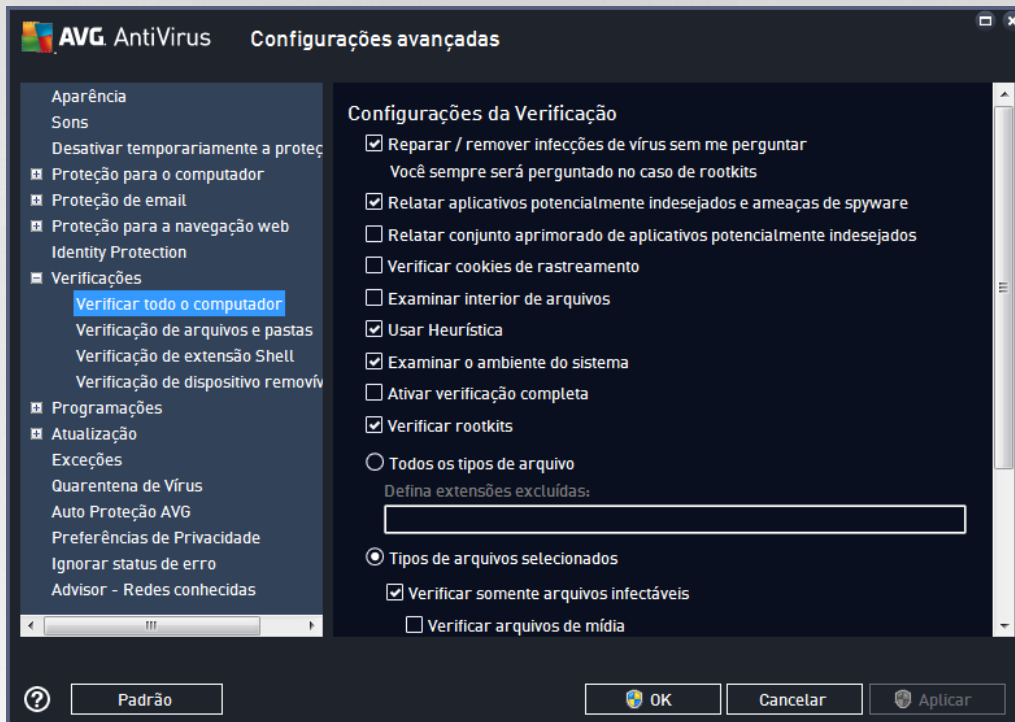 AVG AntiVirus Configurações avançadas
Aparência
Sons
Desativar temporariamente a proteç
Proteção para o computador
Proteção de email
Proteção para a navegação web
Identity Protection
Verificações
Verificar todo o computador
Verificação de arquivos e pastas
Verificação de extensão Shell
Verificação de dispositivo removív
Programações
Atualização
Exceções
Quarentena de Vírus
Auto Proteção AVG
Preferências de Privacidade
Ignorar status de erro
Advisor - Redes conhecidas
Configurações da Verificação
Reparar / remover infecções de vírus sem me perguntar
Você sempre será perguntado no caso de rootkits
Relatar aplicativos potencialmente indesejados e ameaças de spyware
Relatar conjunto aprimorado de aplicativos potencialmente indesejados
Verificar cookies de rastreamento
Examinar interior de arquivos
Usar Heurística
Examinar o ambiente do sistema
Ativar verificação completa
Verificar rootkits
Todos os tipos de arquivo
Defina extensões excluídas:
Tipos de arquivos selecionados
Verificar somente arquivos infectáveis
Verificar arquivos de mídia
? Padrão OK Cancelar Aplicar